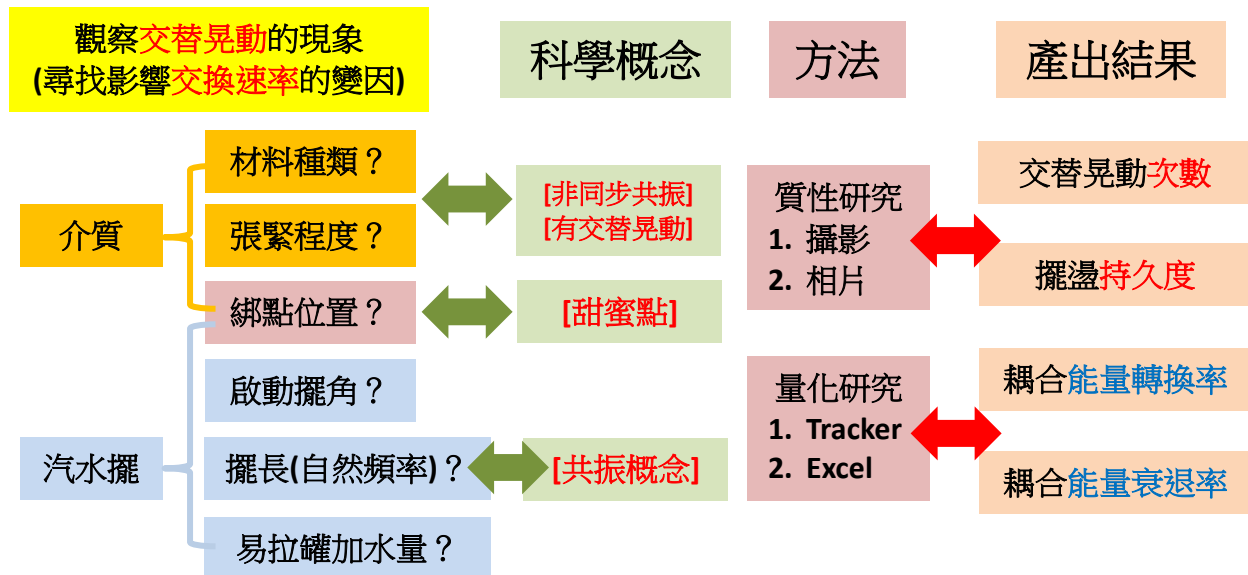 觀察交替晃動的現象
(尋找影響交換速率的變因)
科學概念
方法
產出結果
介質
材料種類？
張緊程度？
綁點位置？
汽水擺
啟動擺角？
擺長(自然頻率)？
易拉罐加水量？
[非同步共振]
[有交替晃動]
[甜蜜點]
[共振概念]
質性研究
1. 攝影
2. 相片
量化研究
1. Tracker
2. Excel
交替晃動次數
擺盪持久度
耦合能量轉換率
耦合能量衰退率